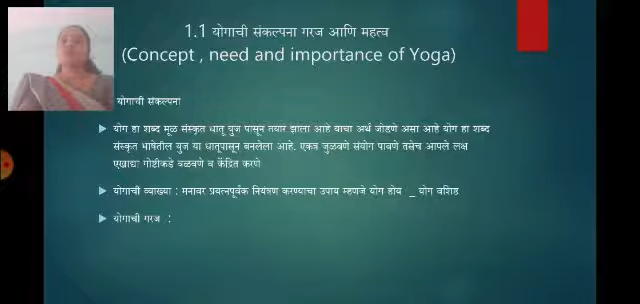 1.1 योगाची संकल्पना गरज आणि महत्व
(Concept , need and importance of Yoga)
योगाची संकल्पना
योग हा शब्द मूळ संस्कृत धातू युज पासून तयार झाला आहे याचा अर्थ जोडणे असा आहे योग हा शब्द
संस्कृत भाषेतील युज या धातूपासून बनलेला आहे. एकत्र जुळवणे संयोग पावणे तसेच आपले लक्ष
एखाद्या गोष्टीकडे वळवणे व केंद्रित करणे
योगाची व्याख्या : मनावर प्रयत्नपूर्वक नियंत्रण करण्याचा उपाय म्हणजे योग होय _ योग वशिष्ठ
योगाची गरज :